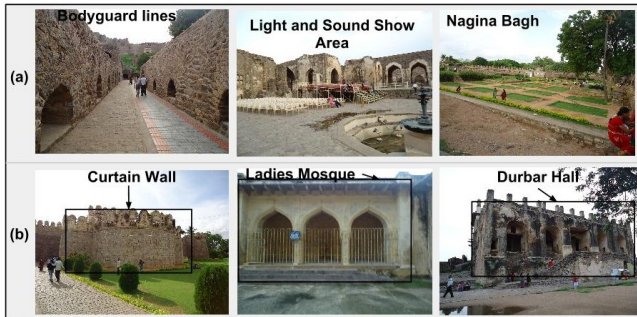 Bodyguard lines
Light and Sound Show
Area
Nagina Bagh
(a)
Curtain Wall
Ladies Mosque
Durbar Hall
(b)